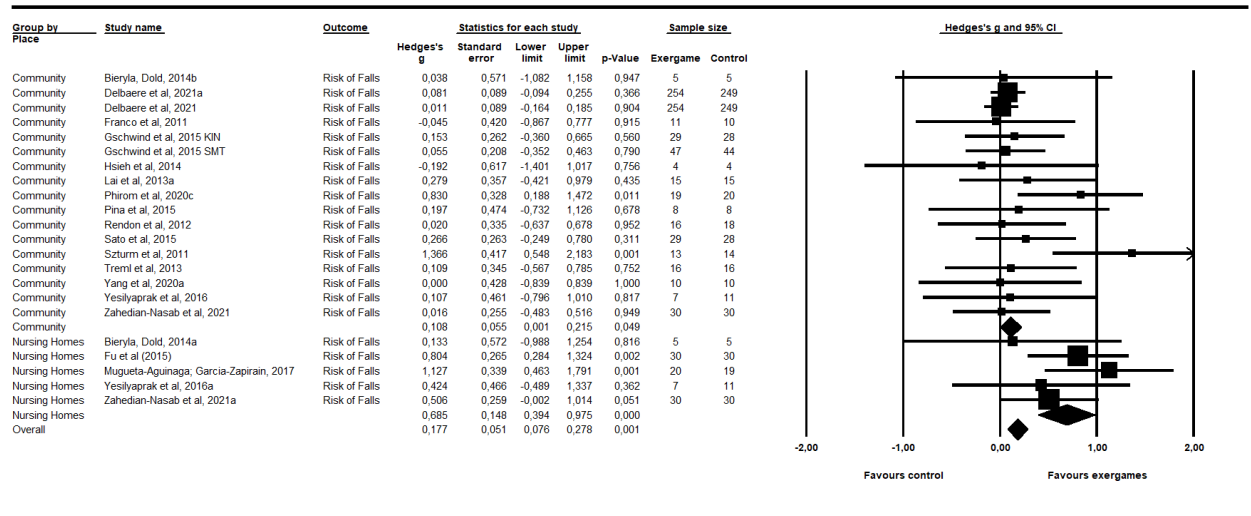 Group by Place Study name Outcome Statistics for each study Sample size Hedges's g and 95% CI
Hedges's g Standard error Lower limit Upper limit p-Value Exergame Control
Community Bieryla, Dold, 2014b Risk of Falls 0,038 0,571 -1,082 1,158 0,947 5 5
Community Delbaere et al, 2021a Risk of Falls 0,081 0,089 -0,094 0,255 0,366 254 249
Community Delbaere et al, 2021 Risk of Falls 0,011 0,089 -0,164 0,185 0,904 254 249
Community Franco et al, 2011 Risk of Falls -0,045 0,420 -0,867 0,777 0,915 11 10
Community Gschwind et al, 2015 KIN Risk of Falls 0,153 0,262 -0,360 0,665 0,560 29 28
Community Gschwind et al, 2015 SMT Risk of Falls 0,055 0,208 -0,352 0,463 0,790 47 44
Community Hsieh et al, 2014 Risk of Falls -0,192 0,617 -1,401 1,017 0,756 4 4
Community Lai et al, 2013a Risk of Falls 0,279 0,357 -0,421 0,979 0,435 15 15
Community Phirom et al, 2020c Risk of Falls 0,830 0,328 0,188 1,472 0,011 19 20
Community Pina et al, 2015 Risk of Falls 0,197 0,474 -0,732 1,126 0,678 8 8
Community Rendon et al, 2012 Risk of Falls 0,020 0,335 -0,637 0,678 0,952 16 18
Community Sato et al, 2015 Risk of Falls 0,266 0,263 -0,249 0,780 0,311 29 28
Community Szturm et al, 2011 Risk of Falls 1,366 0,417 0,548 2,183 0,001 13 14
Community Treml et al, 2013 Risk of Falls 0,109 0,345 -0,567 0,785 0,752 16 16
Community Yang et al, 2020a Risk of Falls 0,000 0,428 -0,839 0,839 1,000 10 10
Community Yesilyaprak et al, 2016 Risk of Falls 0,107 0,461 -0,796 1,010 0,817 7 11
Community Zahedian-Nasab et al, 2021 Risk of Falls 0,016 0,255 -0,483 0,516 0,949 30 30
Community 0,108 0,055 0,001 0,215 0,049
Nursing Homes Bieryla, Dold, 2014a Risk of Falls 0,133 0,572 -0,988 1,254 0,816 5 5
Nursing Homes Fu et al (2015) Risk of Falls 0,804 0,265 0,284 1,324 0,002 30 30
Nursing Homes Mugueta-Aguinaga; Garcia-Zapirain, 2017 Risk of Falls 1,127 0,339 0,463 1,791 0,001 20 19
Nursing Homes Yesilyaprak et al, 2016a Risk of Falls 0,424 0,466 -0,489 1,337 0,362 7 11
Nursing Homes Zahedian-Nasab et al, 2021a Risk of Falls 0,506 0,259 -0,002 1,014 0,051 30 30
Nursing Homes 0,685 0,148 0,394 0,975 0,000
Overall 0,177 0,051 0,076 0,278 0,001
-2,00 -1,00 0,00 1,00 2,00
Favours control Favours exergames